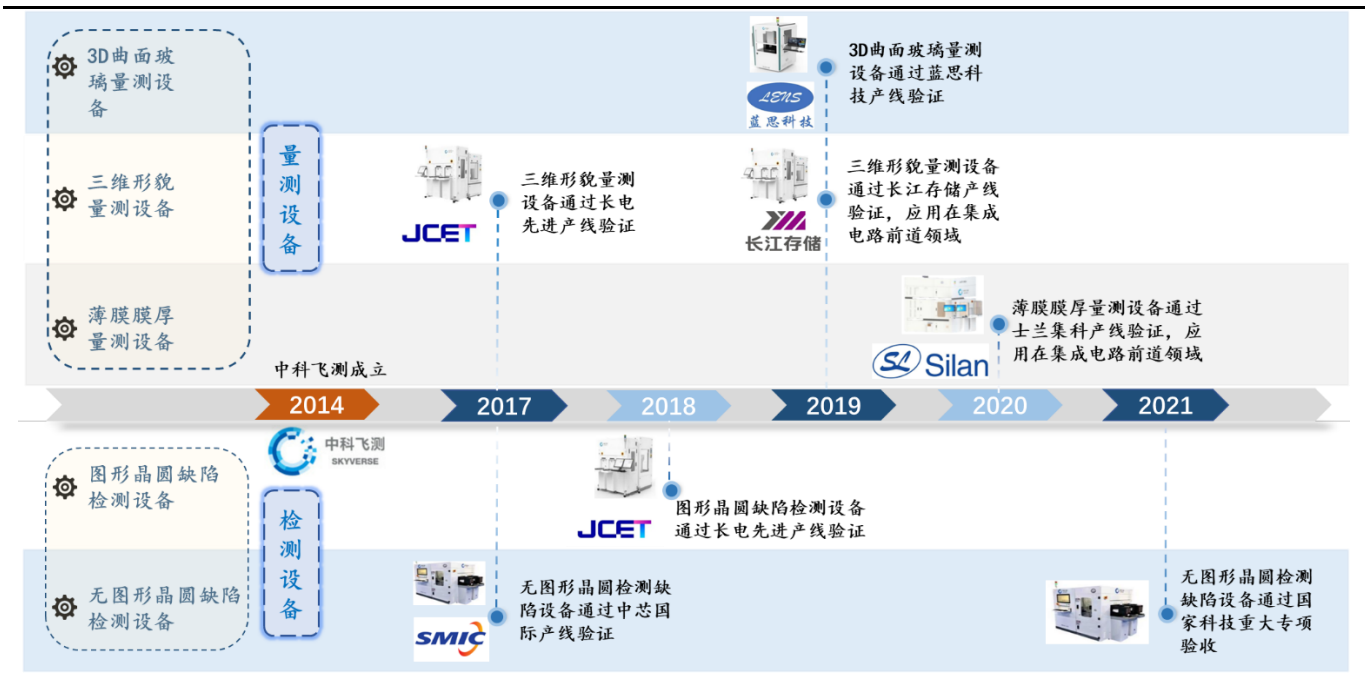 3D曲面玻
璃量测设
备
三维形貌
量测设备
薄膜膜厚
量测设备
量
测
设
备
LENS
蓝思科技
3D曲面玻璃量测
设备通过蓝思科
技产线验证
JCET
三维形貌量测
设备通过长电
先进产线验证
长江存储
三维形貌量测设备
通过长江存储产线
验证，应用在集成
电路前道领域
SL Silan
薄膜膜厚量测设备通过
士兰集科产线验证，应
用在集成电路前道领域
中科飞测成立
2014
2017
2018
2019
2020
2021
中科飞测
SKYVERSE
图形晶圆缺陷
检测设备
无图形晶圆缺陷
检测设备
检
测
设
备
JCET
图形晶圆缺陷检测设备
通过长电先进产线验证
SMIC
无图形晶圆检测缺
陷设备通过中芯国
际产线验证
无图形晶圆检测
缺陷设备通过国
家科技重大专项
验收